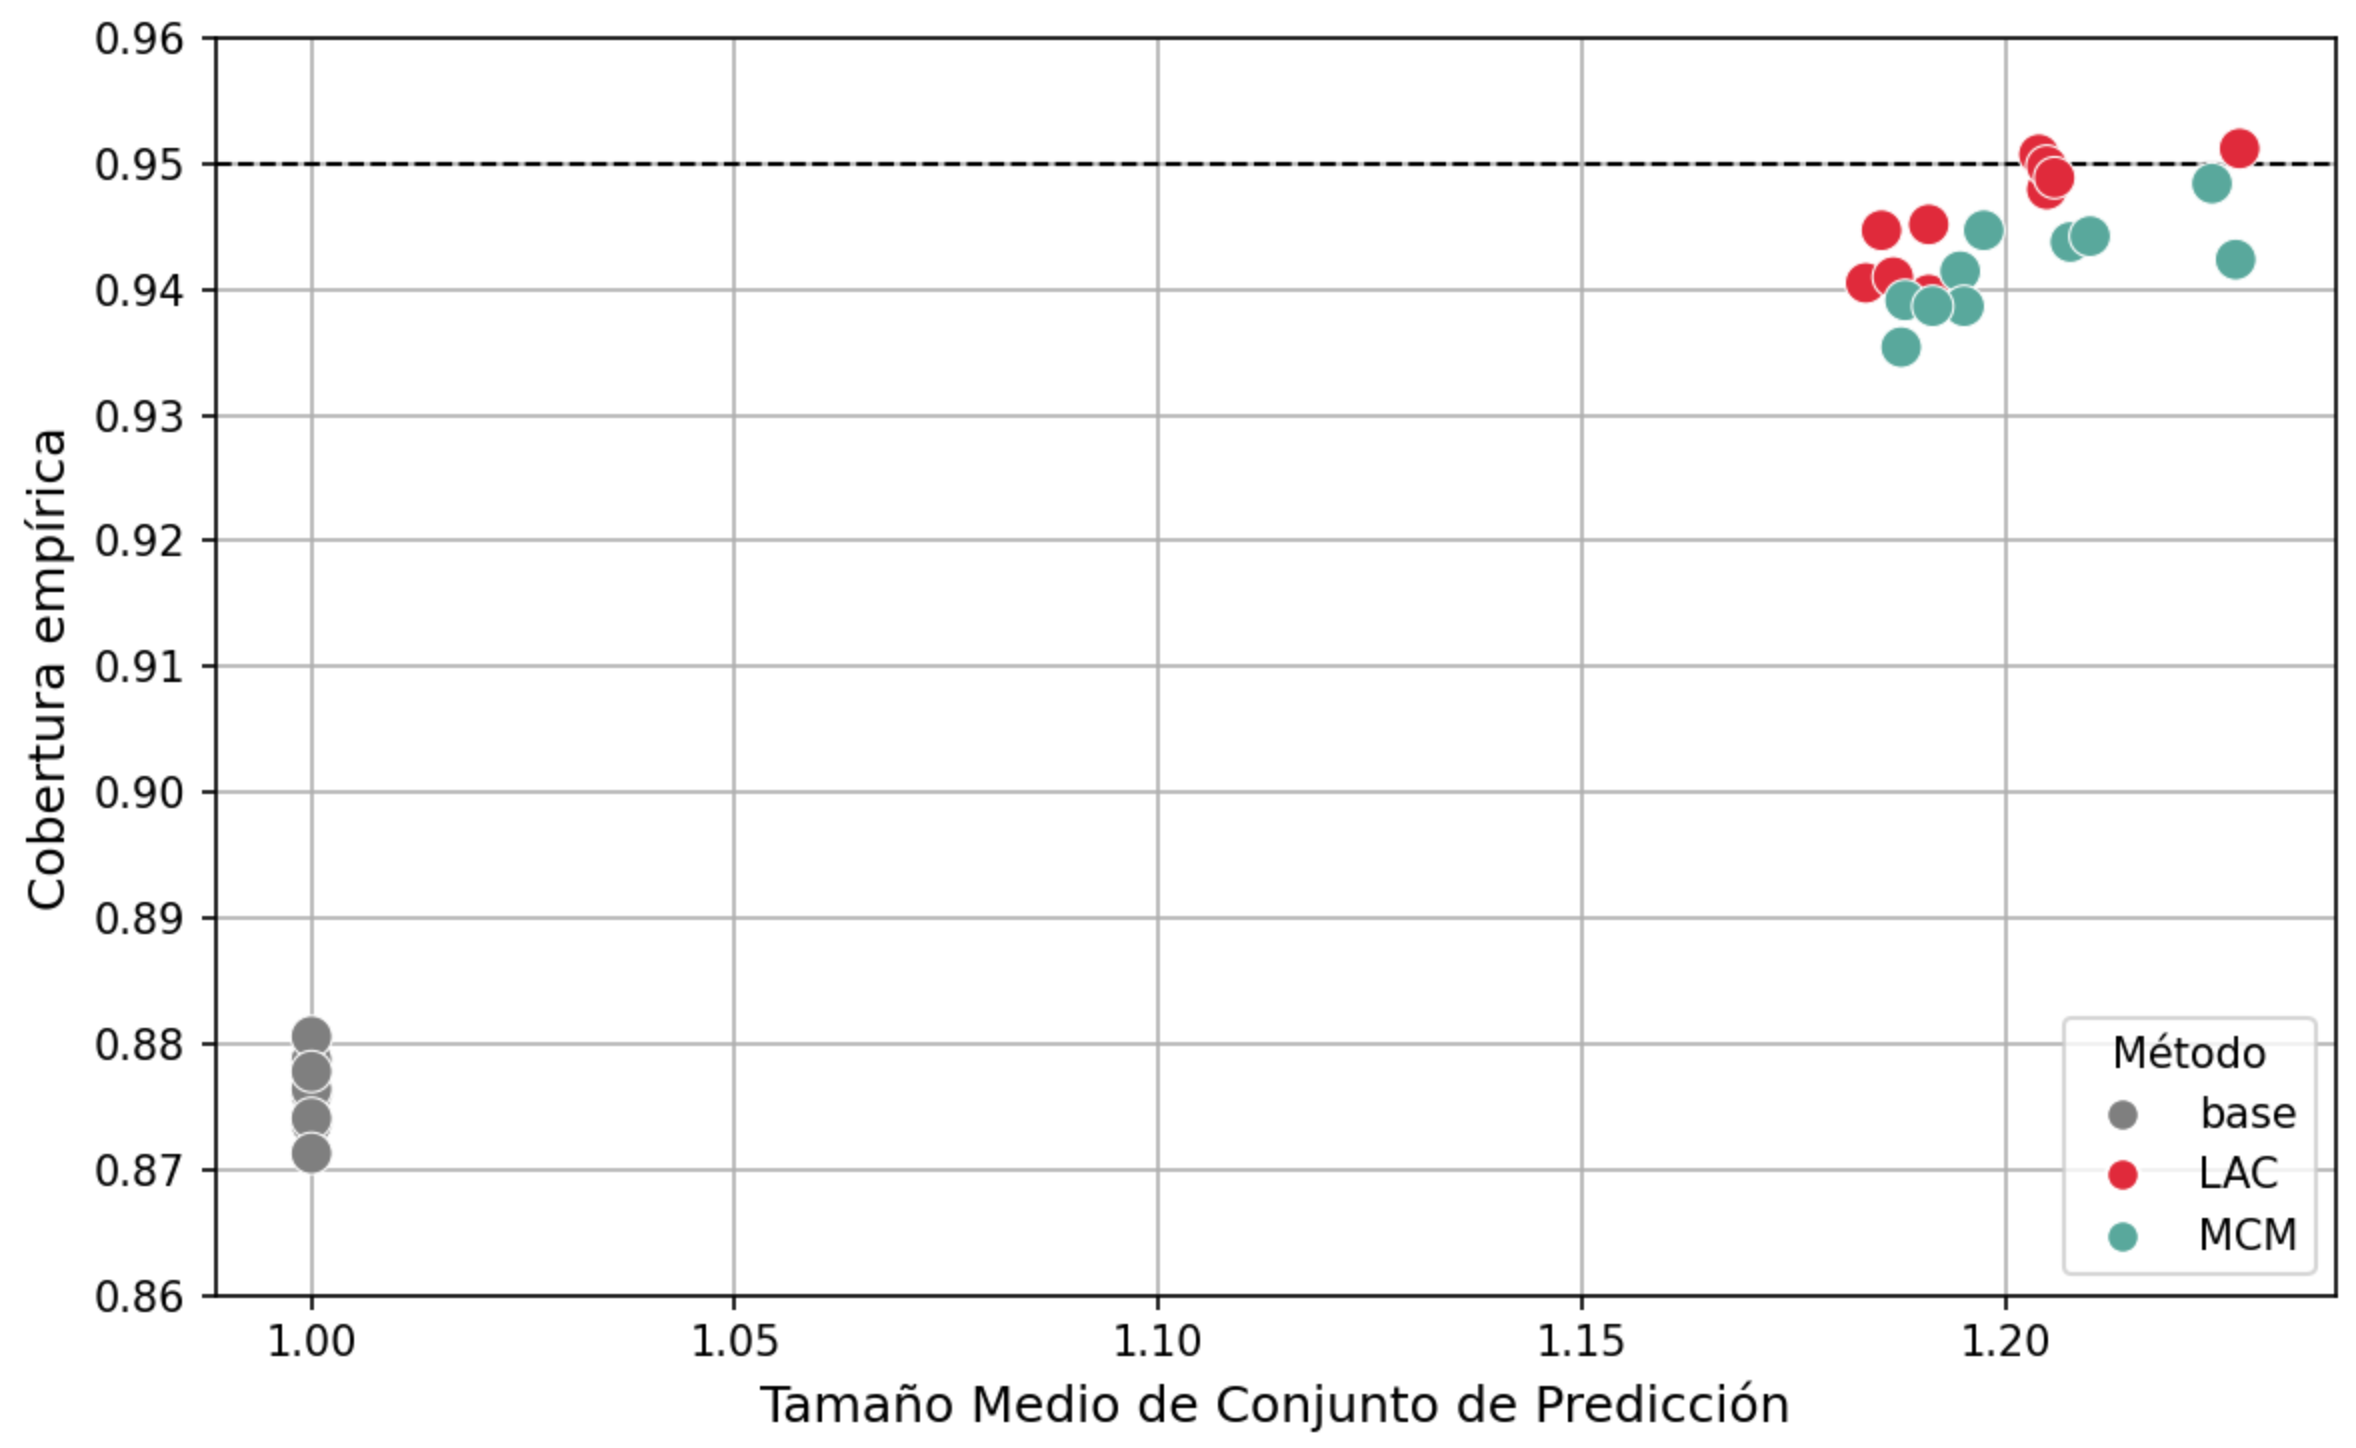 0.96
0.95
0.94
0.93
0.92
0.91
0.90
0.89
0.88
0.87
0.86
Cobertura empírica
1.00 1.05 1.10 1.15 1.20
Tamaño Medio de Conjunto de Predicción
Método
base
LAC
MCM